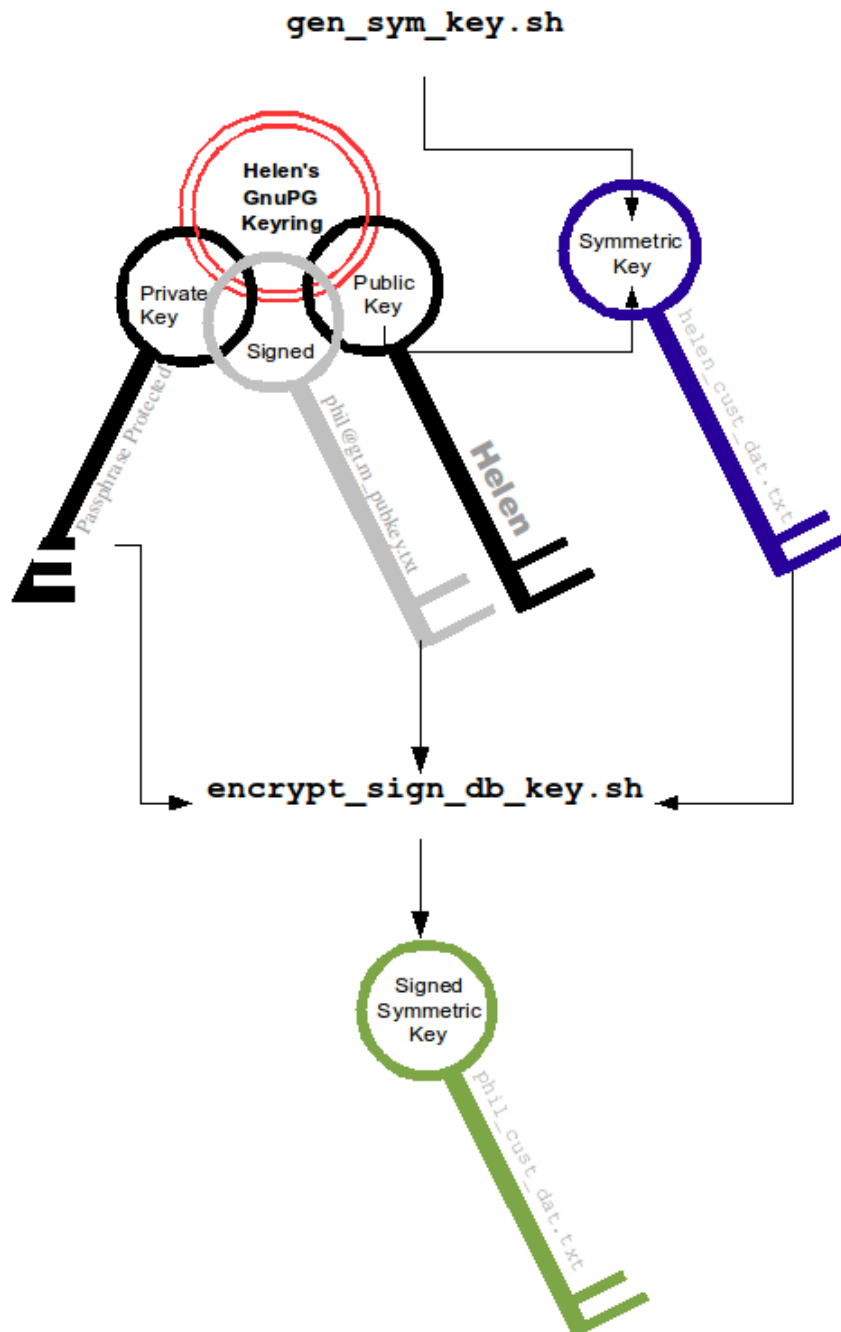 gen_sym_key.sh
Helen's
GnuPG
Keyring
Symmetric
Key
Private
Key
Public
Key
Signed
Passphrase Protected
phil@gt.m_pubkey.txt
Helen
helen_cust_dat.txt
encrypt_sign_db_key.sh
Signed
Symmetric
Key
phil_cust_dat.txt